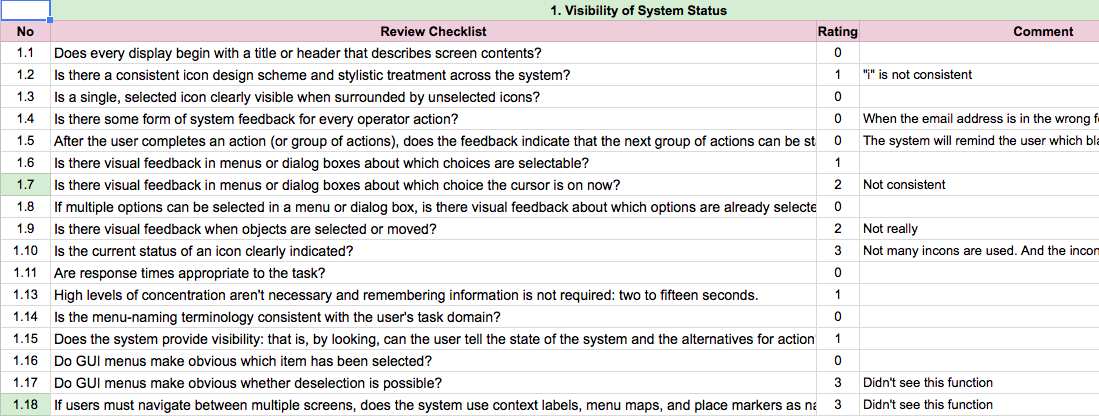 1. Visibility of System Status
No Review Checklist Rating Comment
1.1 Does every display begin with a title or header that describes screen contents? 0
1.2 Is there a consistent icon design scheme and stylistic treatment across the system? 1 "i" is not consistent
1.3 Is a single, selected icon clearly visible when surrounded by unselected icons? 0
1.4 Is there some form of system feedback for every operator action? 0 When the email address is in the wrong
1.5 After the user completes an action (or group of actions), does the feedback indicate that the next group of actions can be 0 The system will remind the user which
1.6 Is there visual feedback in menus or dialog boxes about which choices are selectable? 1
1.7 Is there visual feedback in menus or dialog boxes about which choice the cursor is on now? 2 Not consistent
1.8 If multiple options can be selected in a menu or dialog box, is there visual feedback about which options are already selecte 0
1.9 Is there visual feedback when objects are selected or moved? 2 Not really
1.10 Is the current status of an icon clearly indicated? 3 Not many incons are used. And the incon
1.11 Are response times appropriate to the task? 0
1.13 High levels of concentration aren't necessary and remembering information is not required: two to fifteen seconds. 1
1.14 Is the menu-naming terminology consistent with the user's task domain? 0
1.15 Does the system provide visibility: that is, by looking, can the user tell the state of the system and the alternatives for action 1
1.16 Do GUI menus make obvious which item has been selected? 0
1.17 Do GUI menus make obvious whether deselection is possible? 3 Didn't see this function
1.18 If users must navigate between multiple screens, does the system use context labels, menu maps, and place markers as 3 Didn't see this function